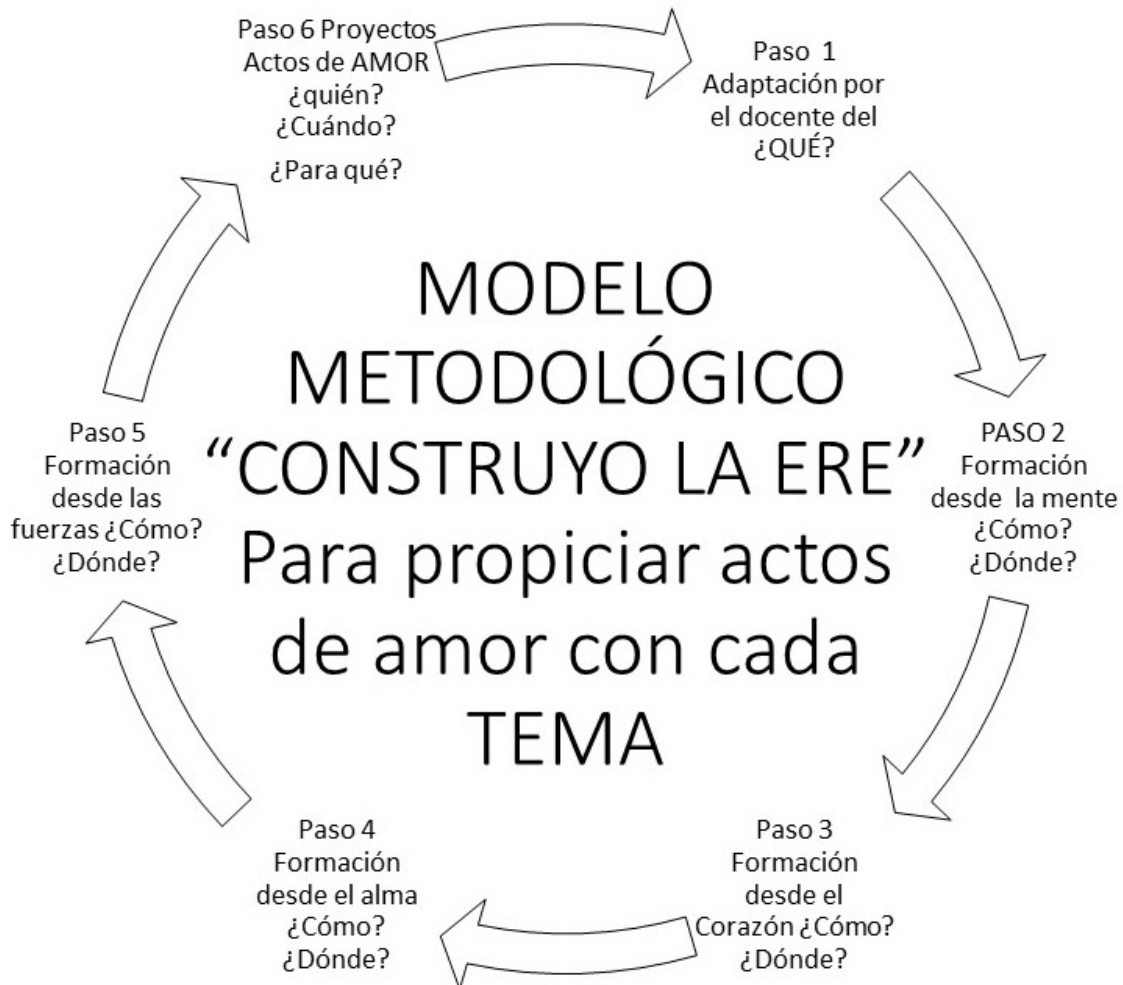 Paso 6 Proyectos
Actos de AMOR
¿quién?
¿Cuándo?
¿Para qué?
Paso 1
Adaptación por
el docente del
¿QUÉ?
MODELO
METODOLÓGICO
“CONSTRUYO LA ERE”
Para propiciar actos
de amor con cada
TEMA
PASO 2
Formación
desde la mente
¿Cómo?
¿Dónde?
Paso 3
Formación
desde el
Corazón ¿Cómo?
¿Dónde?
Paso 4
Formación
desde el alma
¿Cómo?
¿Dónde?
Paso 5
Formación
desde las
fuerzas ¿Cómo?
¿Dónde?